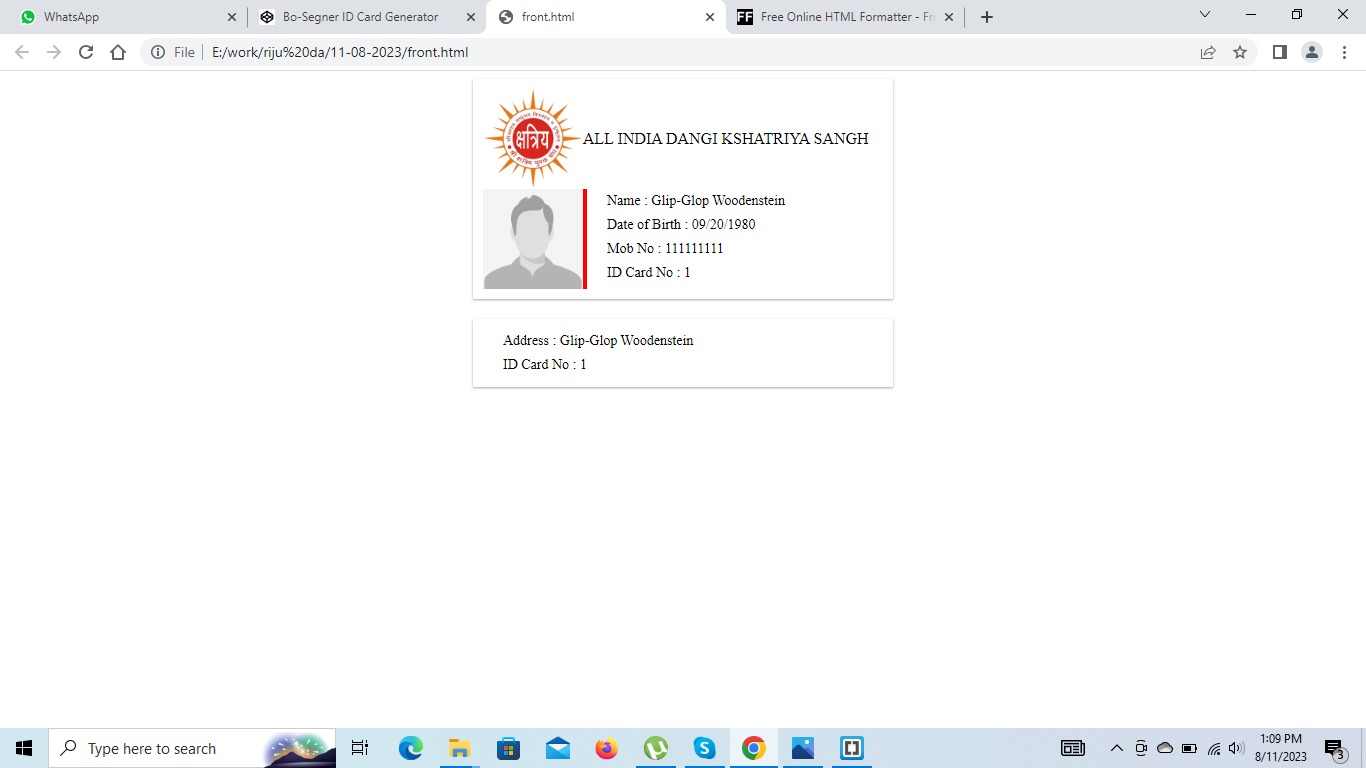 WhatsApp
Bo-Segner ID Card Generator
front.html
FF Free Online HTML Formatter - Fr
File E:/work/riju%20da/11-08-2023/front.html
क्षत्रिय
ALL INDIA DANGI KSHATRIYA SANGH
Name : Glip-Glop Woodenstein
Date of Birth : 09/20/1980
Mob No : 111111111
ID Card No : 1
Address : Glip-Glop Woodenstein
ID Card No : 1
Type here to search
1:09 PM
8/11/2023
3